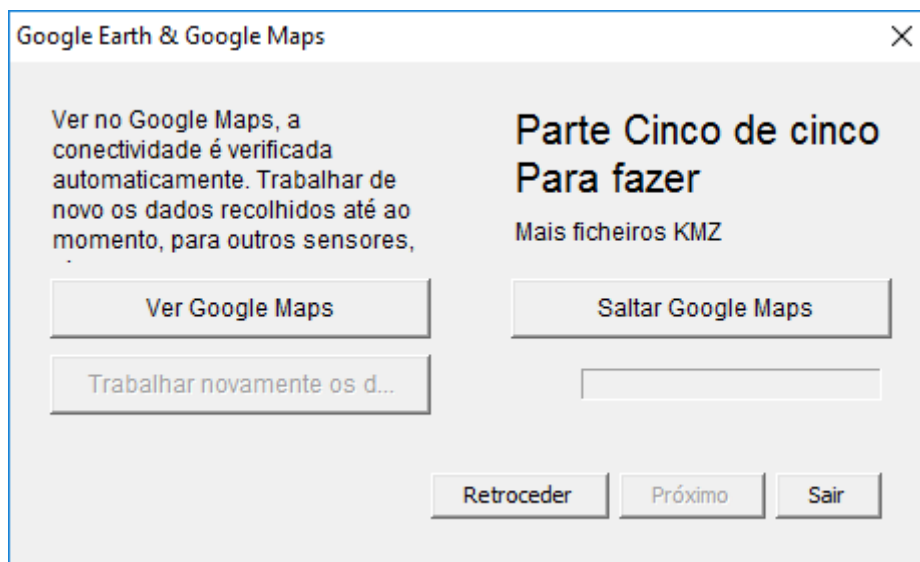 Google Earth & Google Maps
Ver no Google Maps, a
conectividade é verificada
automaticamente. Trabalhar de
novo os dados recolhidos até ao
momento, para outros sensores,
Parte Cinco de cinco
Para fazer
Mais ficheiros KMZ
Ver Google Maps
Saltar Google Maps
Trabalhar novamente os d...
Retroceder
Próximo
Sair